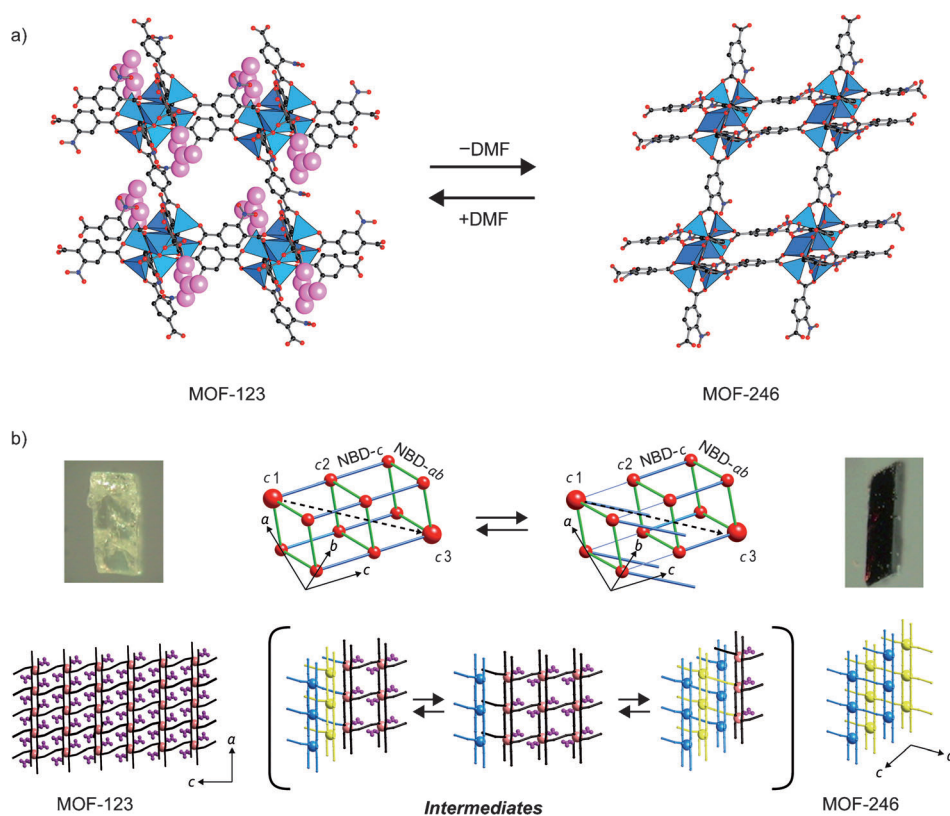 a)
−DMF
+DMF
MOF-123
MOF-246
b)
c1
c2
NBD-c
NBD-ab
a
b
c
c3
c1
c2
NBD-c
NBD-ab
a
b
c
c3
a
c
MOF-123
Intermediates
c
MOF-246